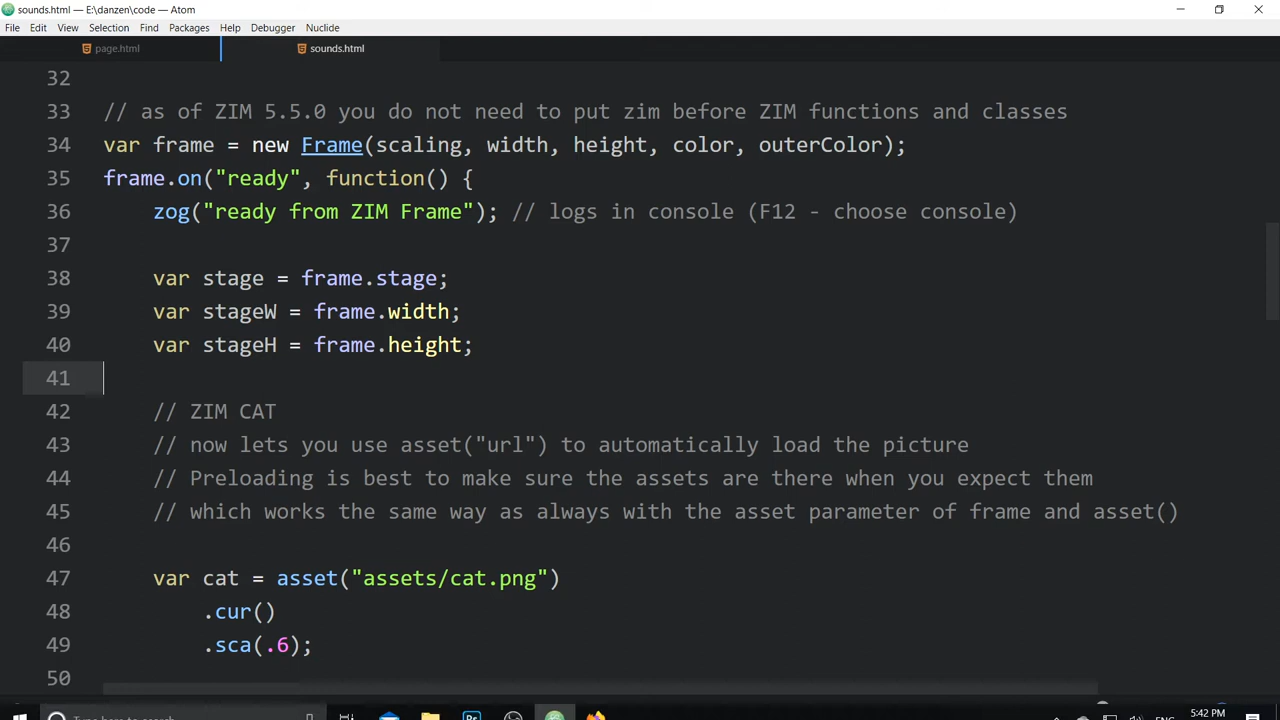 sounds.html — E:\danzen\code — Atom
File Edit View Selection Find Packages Help Debugger Nuclide
page.html sounds.html
32
33 // as of ZIM 5.5.0 you do not need to put zim before ZIM functions and classes
34 var frame = new Frame(scaling, width, height, color, outerColor);
35 frame.on("ready", function() {
36 zog("ready from ZIM Frame"); // logs in console (F12 - choose console)
37
38 var stage = frame.stage;
39 var stageW = frame.width;
40 var stageH = frame.height;
41
42 // ZIM CAT
43 // now lets you use asset("url") to automatically load the picture
44 // Preloading is best to make sure the assets are there when you expect them
45 // which works the same way as always with the asset parameter of frame and asset()
46
47 var cat = asset("assets/cat.png")
48 .cur()
49 .sca(.6);
50
Type here to search Br ENG 5:42 PM